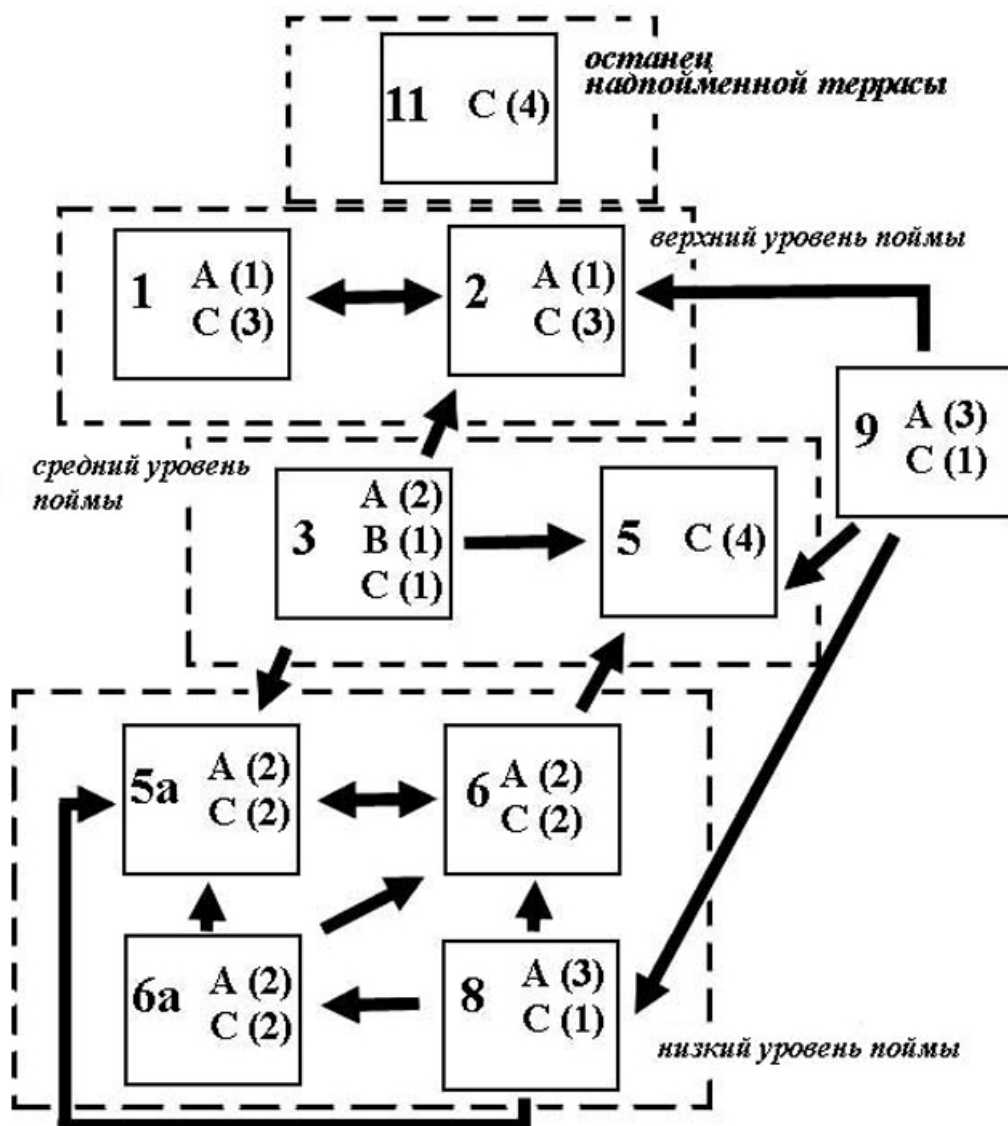 останец
надпойменной террасы
11 C (4)
верхний уровень поймы
1 A (1)
C (3)
2 A (1)
C (3)
9 A (3)
C (1)
средний уровень
поймы
3 A (2)
B (1)
C (1)
5 C (4)
5а A (2)
C (2)
6 A (2)
C (2)
6а A (2)
C (2)
8 A (3)
C (1)
низкий уровень поймы